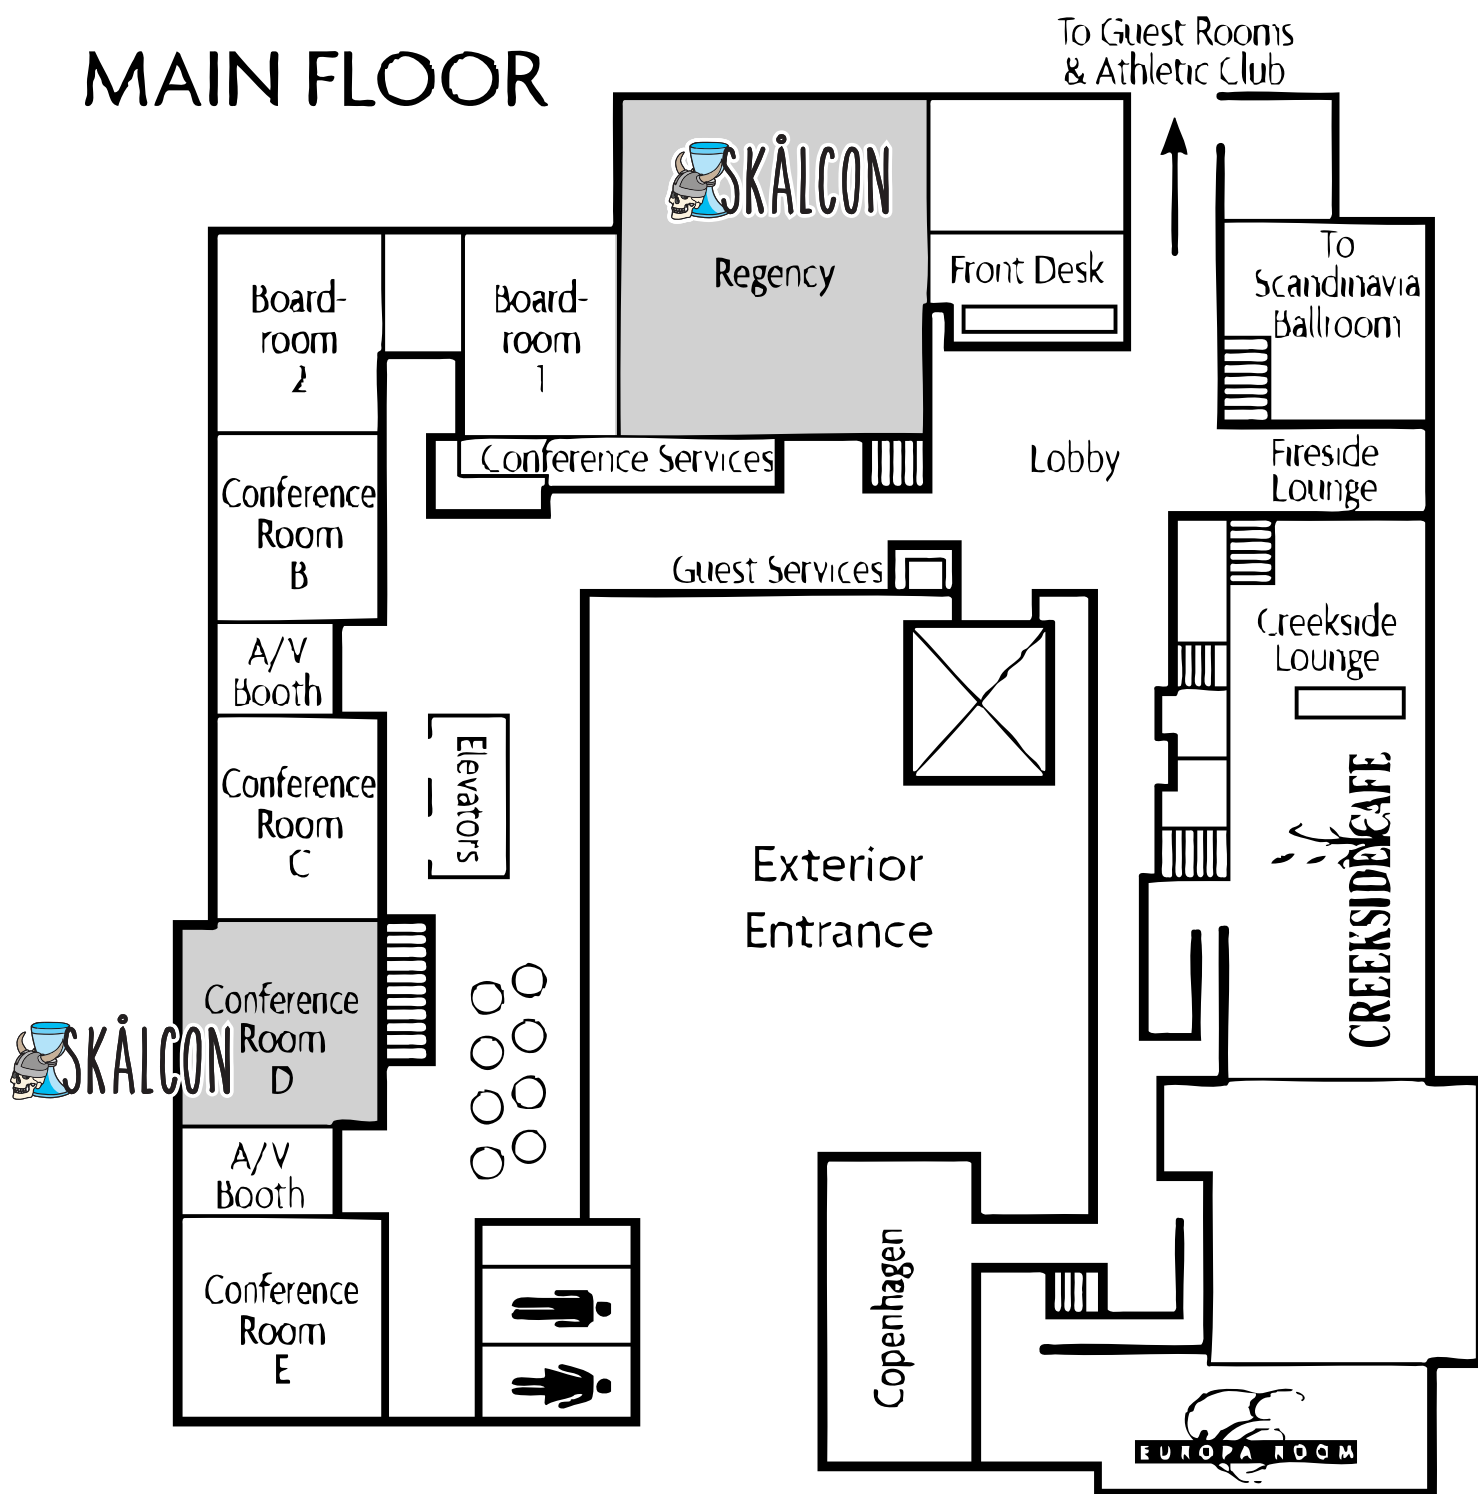 MAIN FLOOR
To Guest Rooms
& Athletic Club
SKÅLCON
Regency
Front Desk
To
Scandinavia
Ballroom
Board-
room
2
Board-
room
1
Conference Services
Lobby
Fireside
Lounge
Conference
Room
B
Guest Services
Creekside
Lounge
A/V
Booth
Conference
Room
C
Elevators
CREEKSIDE CAFE
Exterior
Entrance
Conference
Room
D
SKÅLCON
A/V
Booth
Conference
Room
E
Copenhagen
EUROPA ROOM